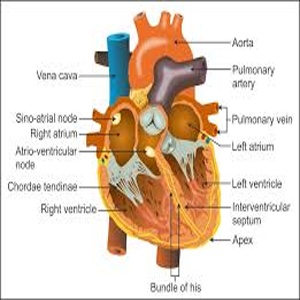 Aorta
Vena cava
Pulmonary
artery
Sino-atrial node
Pulmonary vein
Right atrium
Atrio-ventricular
node
Left atrium
Chordae tendinae
Left ventricle
Right ventricle
Interventricular
septum
Apex
Bundle of his